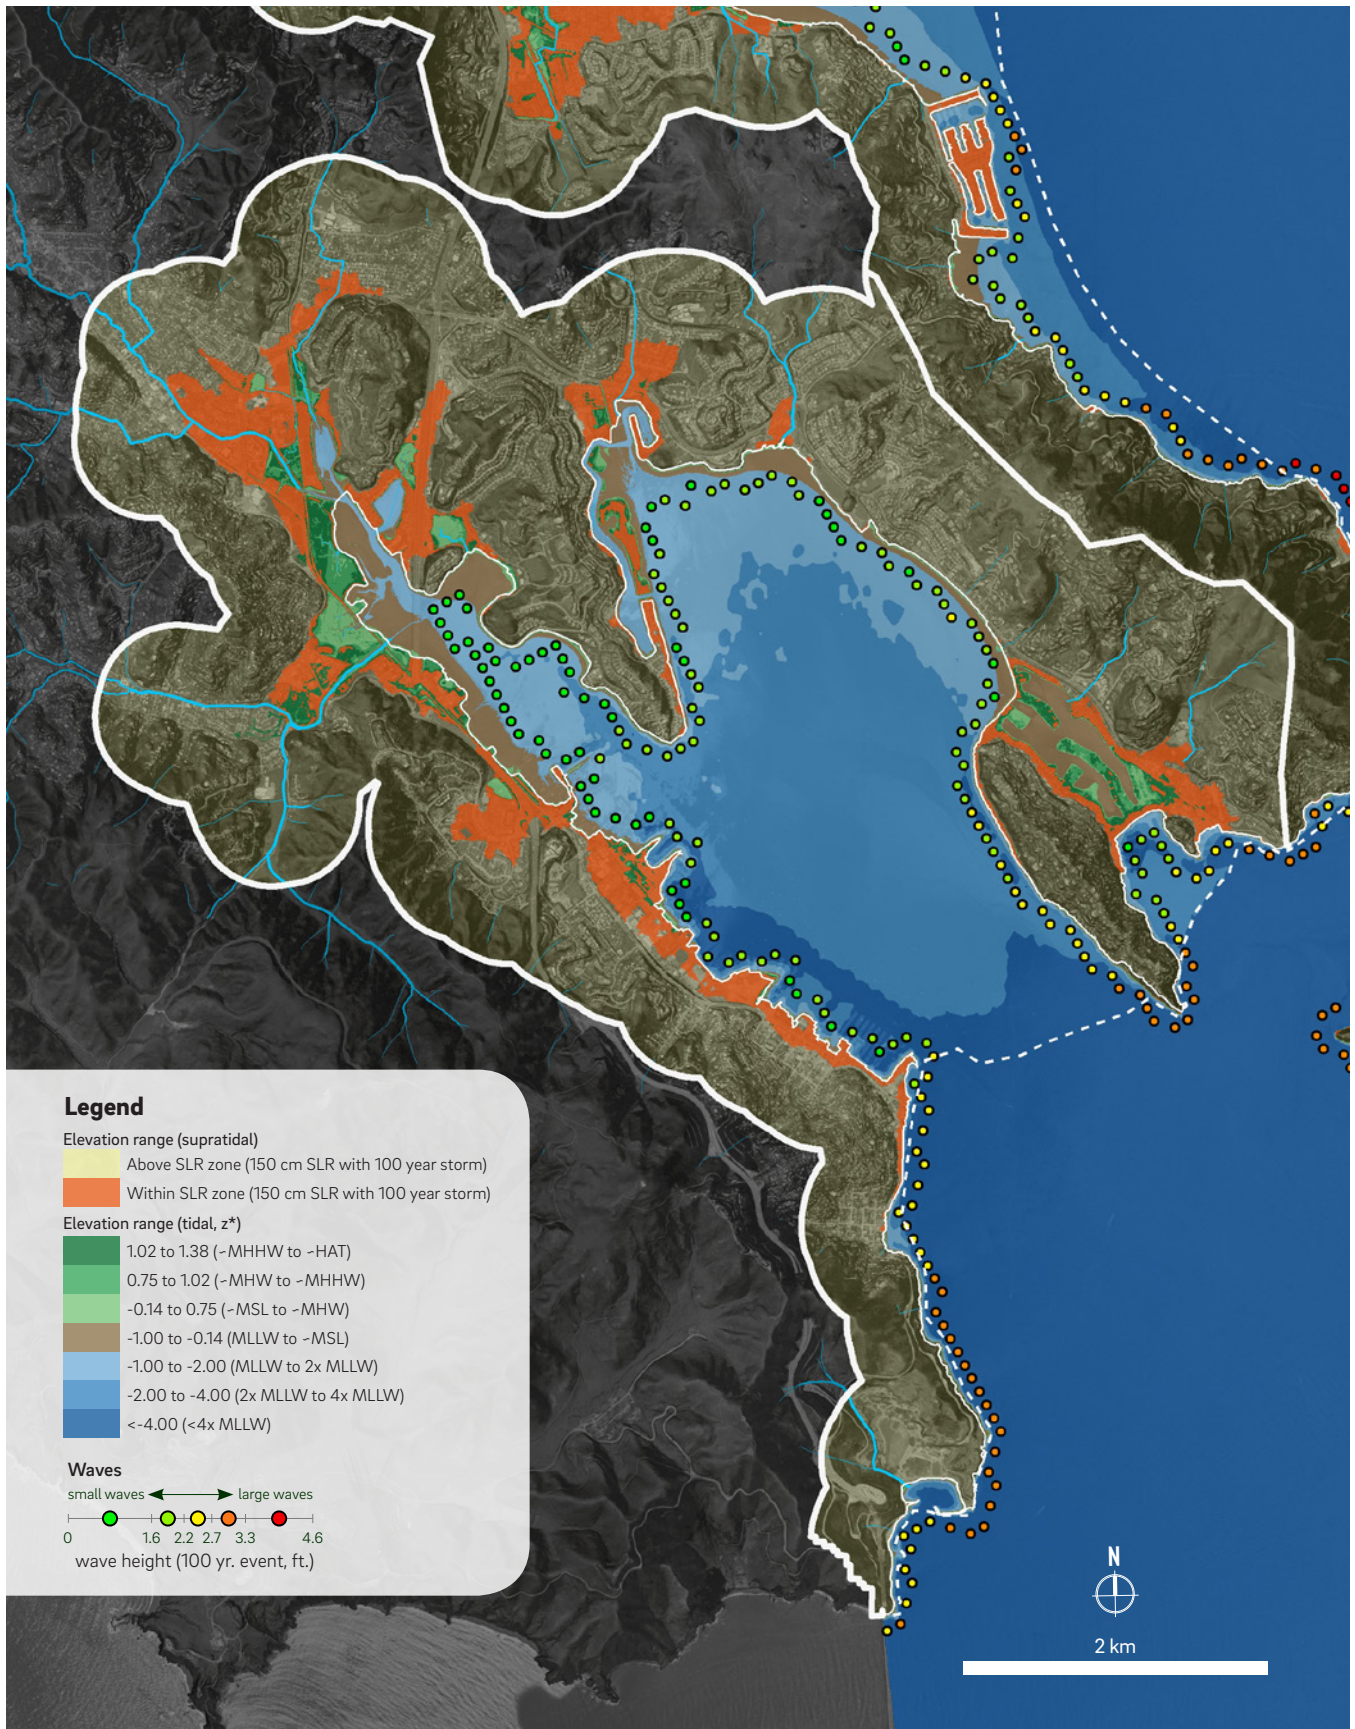 Legend
Elevation range (supratidal)
Above SLR zone (150 cm SLR with 100 year storm)
Within SLR zone (150 cm SLR with 100 year storm)
Elevation range (tidal, z*)
1.02 to 1.38 (~MHHW to ~HAT)
0.75 to 1.02 (~MHW to ~MHHW)
-0.14 to 0.75 (~MSL to ~MHW)
-1.00 to -0.14 (MLLW to ~MSL)
-1.00 to -2.00 (MLLW to 2x MLLW)
-2.00 to -4.00 (2x MLLW to 4x MLLW)
<-4.00 (<4x MLLW)
Waves
small waves large waves
0 1.6 2.2 2.7 3.3 4.6
wave height (100 yr. event, ft.)
N
2 km